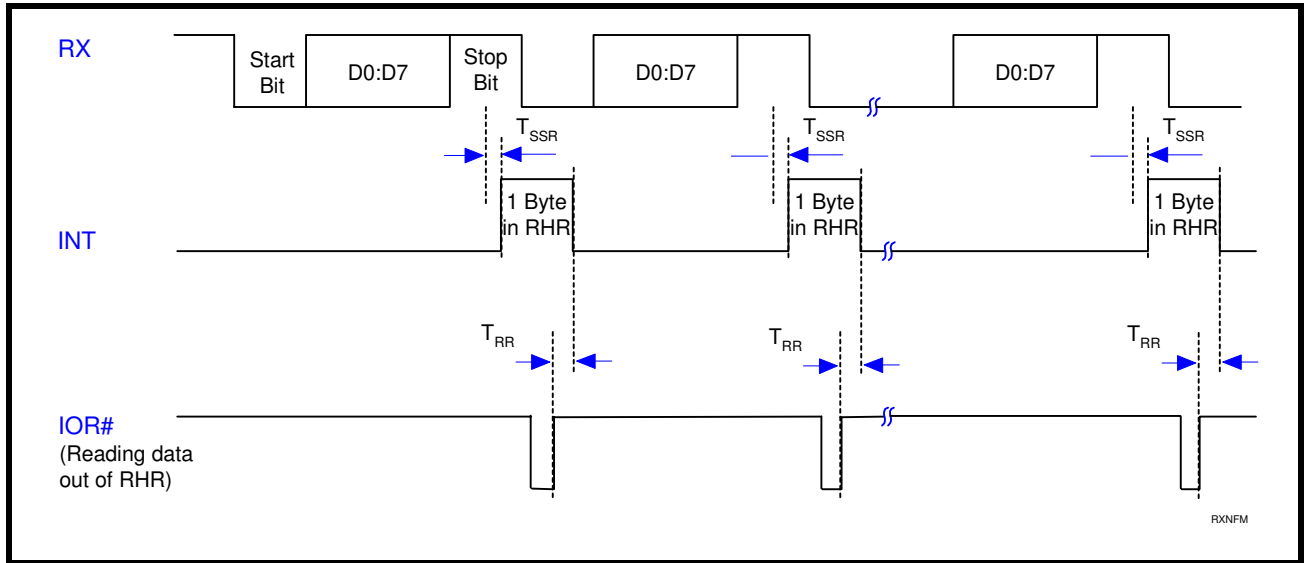 RX
Start
Bit
D0:D7
Stop
Bit
D0:D7
D0:D7
TSSR
TSSR
TSSR
INT
1 Byte
in RHR
1 Byte
in RHR
1 Byte
in RHR
TRR
TRR
TRR
IOR#
(Reading data
out of RHR)
RXNFM